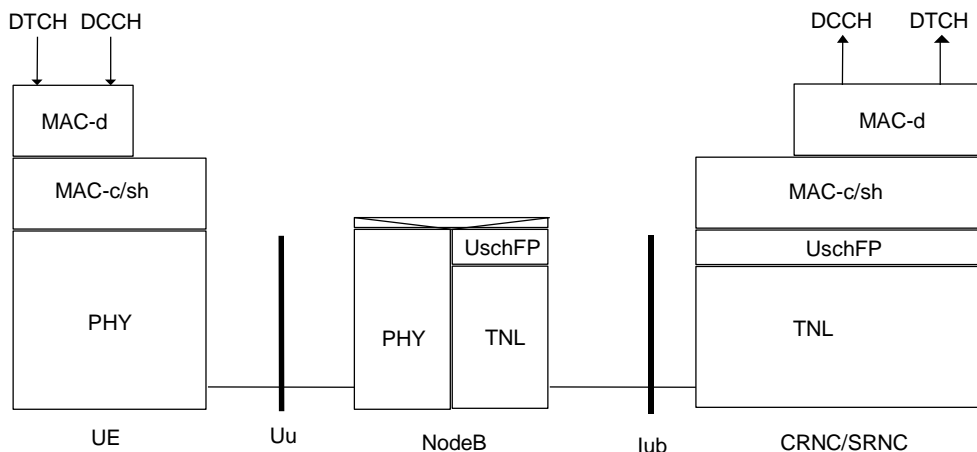 DTCH DCCH DCCH DTCH
MAC-d MAC-d
MAC-c/sh MAC-c/sh
UschFP UschFP
PHY PHY TNL TNL
UE Uu NodeB Iub CRNC/SRNC